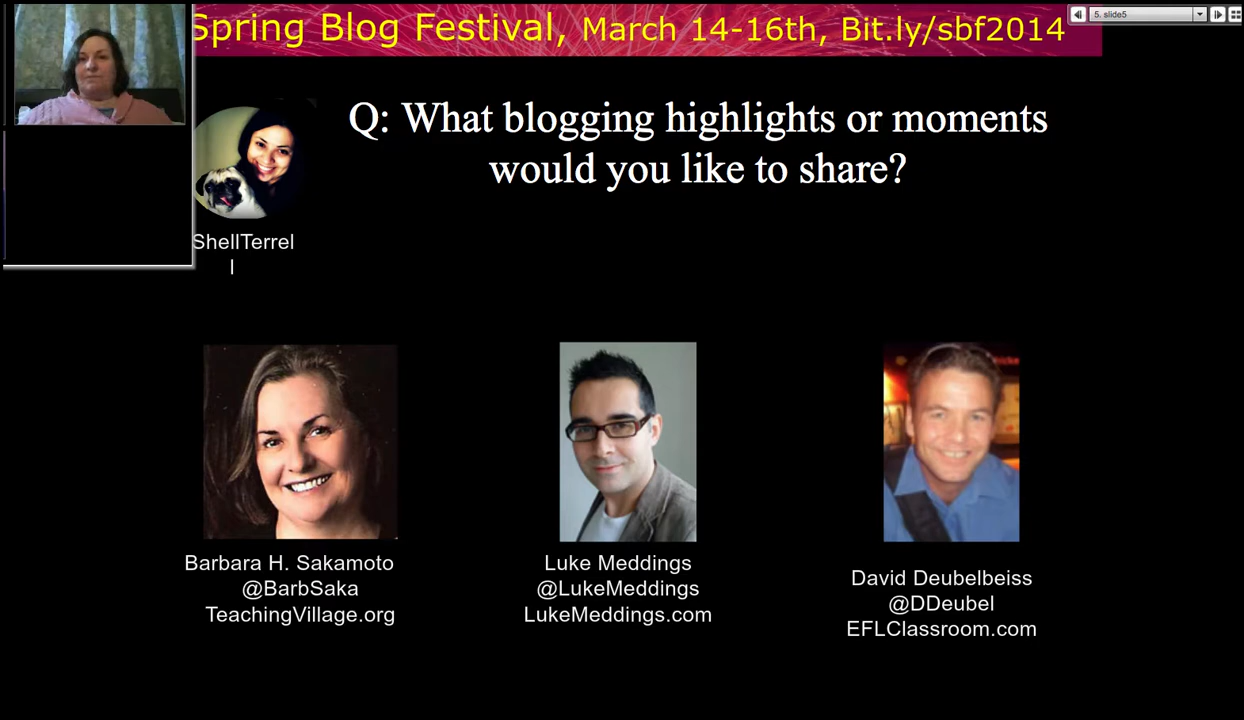 Spring Blog Festival, March 14-16th, Bit.ly/sbf2014
5. slide5
Q: What blogging highlights or moments
would you like to share?
ShellTerrel
l
Barbara H. Sakamoto
@BarbSaka
TeachingVillage.org
Luke Meddings
@LukeMeddings
LukeMeddings.com
David Deubelbeiss
@DDeubel
EFLClassroom.com